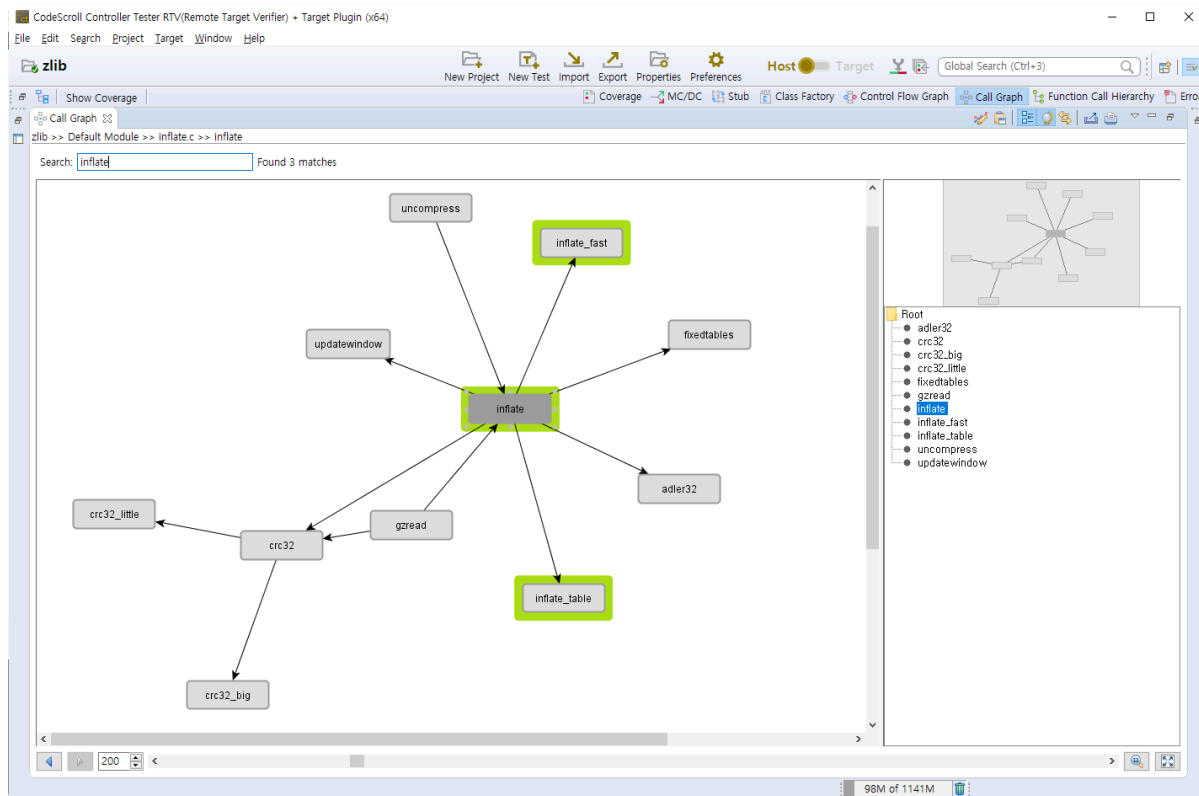 CodeScroll Controller Tester RTV(Remote Target Verifier) + Target Plugin (x64)
File Edit Search Project Target Window Help
zlib
New Project New Test Import Export Properties Preferences
Host Target
Global Search (Ctrl+3)
Show Coverage
Coverage MC/DC Stub Class Factory Control Flow Graph Call Graph Function Call Hierarchy Erro
Call Graph
zlib >> Default Module >> inflate.c >> inflate
Search: inflate Found 3 matches
uncompress
inflate_fast
fixedtables
updatewindow
inflate
adler32
crc32_little
gzread
crc32
inflate_table
crc32_big
Root
adler32
crc32
crc32_big
crc32_little
fixedtables
gzread
inflate
inflate_fast
inflate_table
uncompress
updatewindow
200
98M of 1141M